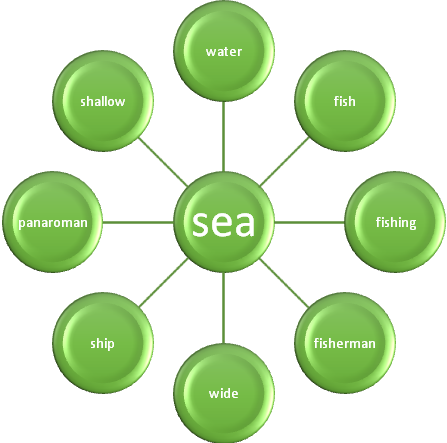 water
shallow
fish
panaroman
sea
fishing
ship
fisherman
wide